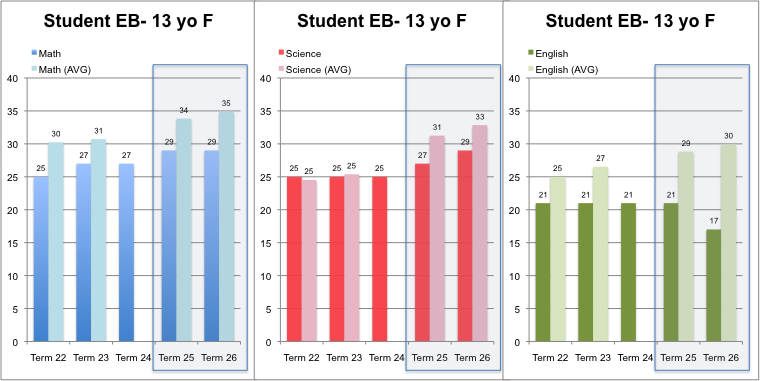 Student EB- 13 yo F
Math
Math (AVG)
40
35
30
25
20
15
10
5
0
25 30 27 31 27 29 34 29 35
Term 22 Term 23 Term 24 Term 25 Term 26
Student EB- 13 yo F
Science
Science (AVG)
40
35
30
25
20
15
10
5
0
25 25 25 25 25 27 31 29 33
Term 22 Term 23 Term 24 Term 25 Term 26
Student EB- 13 yo F
English
English (AVG)
40
35
30
25
20
15
10
5
0
21 25 21 27 21 21 29 17 30
Term 22 Term 23 Term 24 Term 25 Term 26